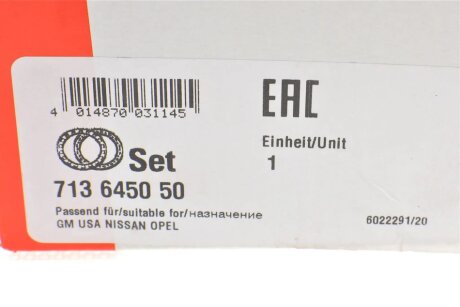 4 014870 031145
EAC
Einheit/Unit
1
Set
713 6450 50
Passend für/suitable for/назначение
GM USA NISSAN OPEL
6022291/20